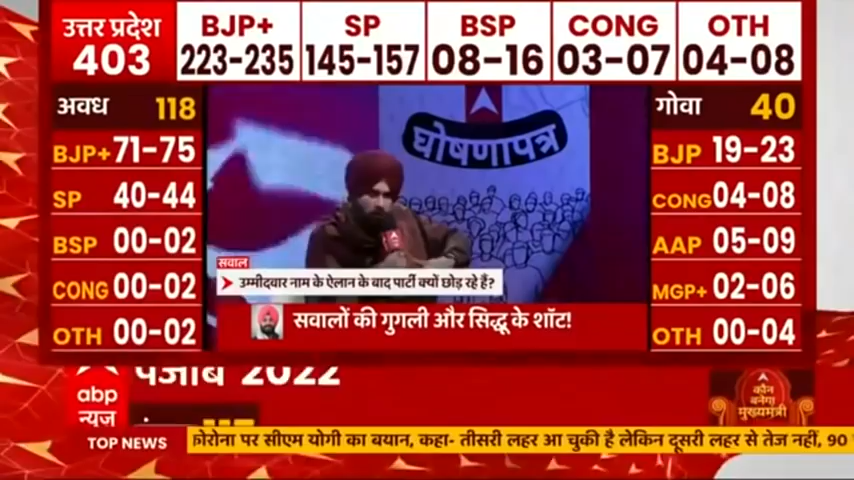 उत्तर प्रदेश
403
BJP+
223-235
SP
145-157
BSP
08-16
CONG
03-07
OTH
04-08
अवध 118
BJP+ 71-75
SP 40-44
BSP 00-02
CONG 00-02
OTH 00-02
घोषणापत्र
सवाल
उम्मीदवार नाम के ऐलान के बाद पार्टी क्यों छोड़ रहे हैं?
सवालों की गुगली और सिद्धू के शॉट!
गोवा 40
BJP 19-23
CONG 04-08
AAP 05-09
MGP+ 02-06
OTH 00-04
पंजाब 2022
abp
न्यूज़
कौन
बनेगा
मुख्यमंत्री
TOP NEWS
कोरोना पर सीएम योगी का बयान, कहा- तीसरी लहर आ चुकी है लेकिन दूसरी लहर से तेज नहीं, 90